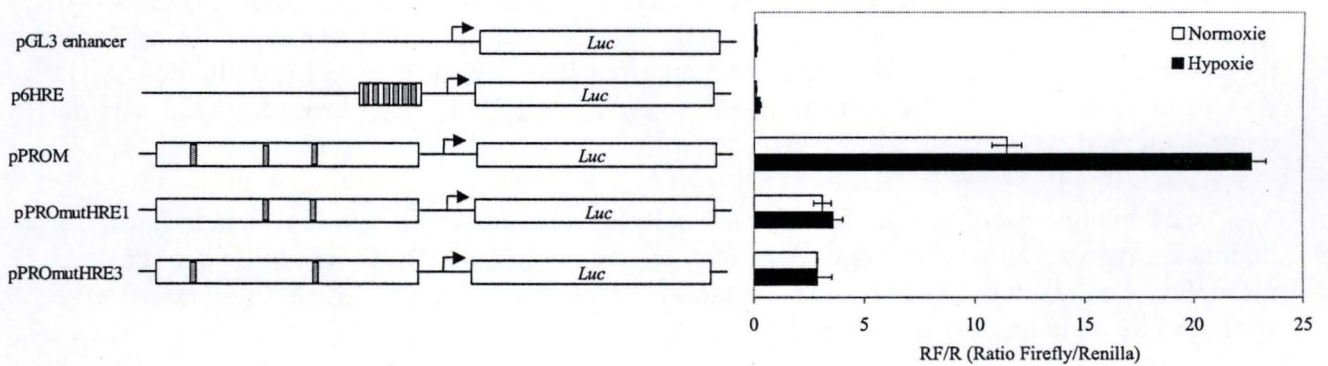 pGL3 enhancer
Luc
p6HRE
Luc
pPROM
Luc
pPROmutHRE1
Luc
pPROmutHRE3
Luc
Normoxie
Hypoxie
0 5 10 15 20 25
RF/R (Ratio Firefly/Renilla)